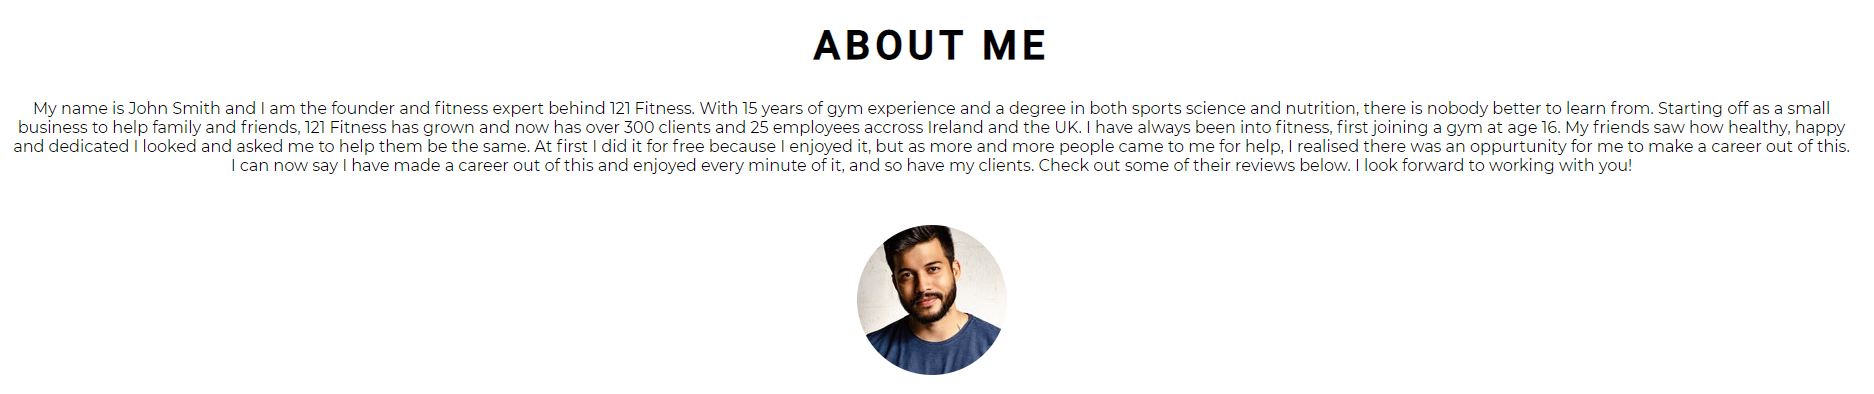 ABOUT ME
My name is John Smith and I am the founder and fitness expert behind 121 Fitness. With 15 years of gym experience and a degree in both sports science and nutrition, there is nobody better to learn from. Starting off as a small
business to help family and friends, 121 Fitness has grown and now has over 300 clients and 25 employees accross Ireland and the UK. I have always been into fitness, first joining a gym at age 16. My friends saw how healthy, happy
and dedicated I looked and asked me to help them be the same. At first I did it for free because I enjoyed it, but as more and more people came to me for help, I realised there was an oppurtunity for me to make a career out of this.
I can now say I have made a career out of this and enjoyed every minute of it, and so have my clients. Check out some of their reviews below. I look forward to working with you!